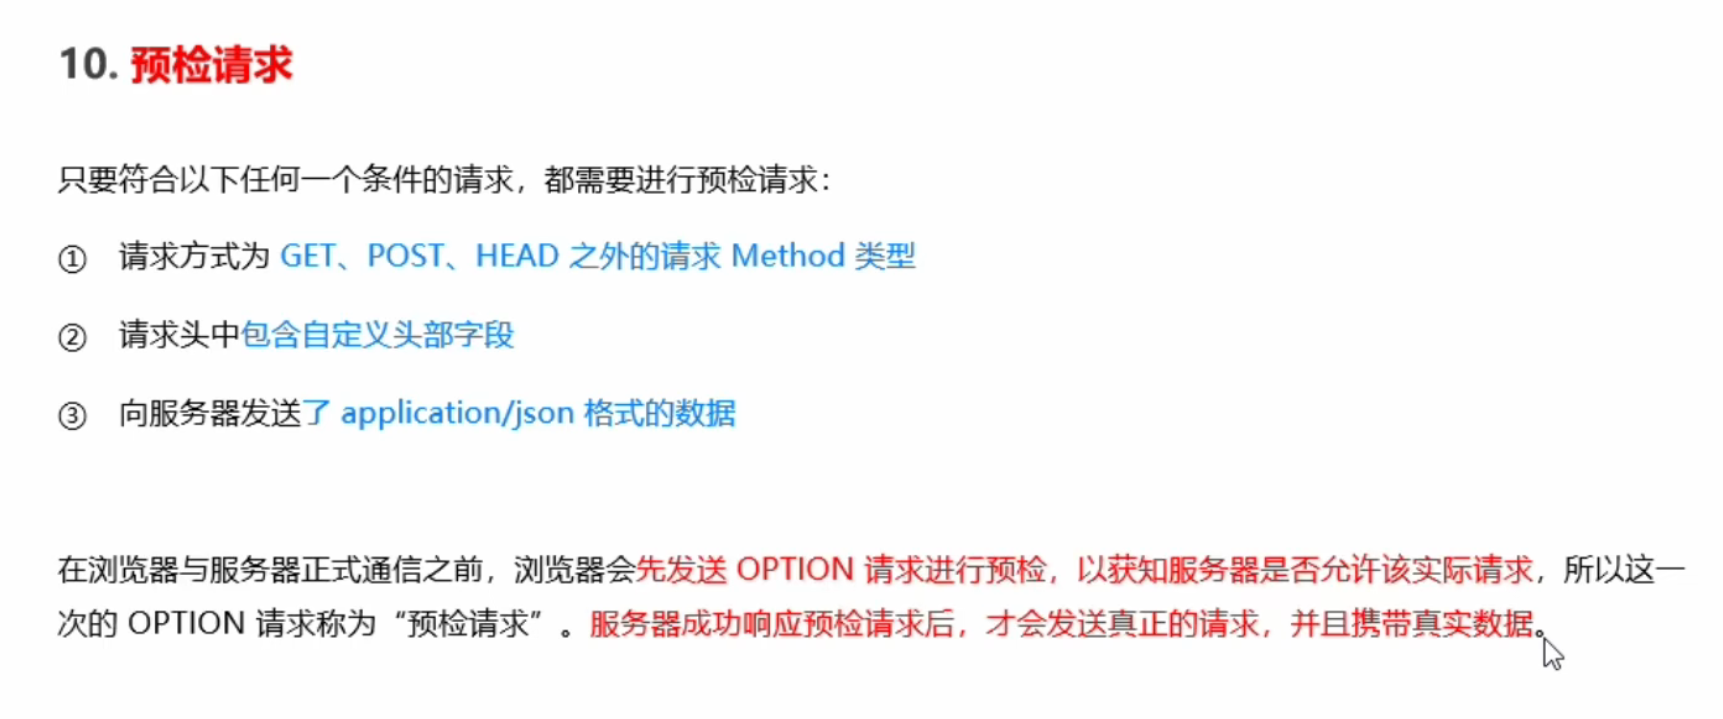 10. 预检请求
只要符合以下任何一个条件的请求，都需要进行预检请求：
① 请求方式为 GET、POST、HEAD 之外的请求 Method 类型
② 请求头中包含自定义头部字段
③ 向服务器发送了 application/json 格式的数据
在浏览器与服务器正式通信之前，浏览器会先发送 OPTION 请求进行预检，以获知服务器是否允许该实际请求，所以这一
次的 OPTION 请求称为“预检请求”。服务器成功响应预检请求后，才会发送真正的请求，并且携带真实数据。